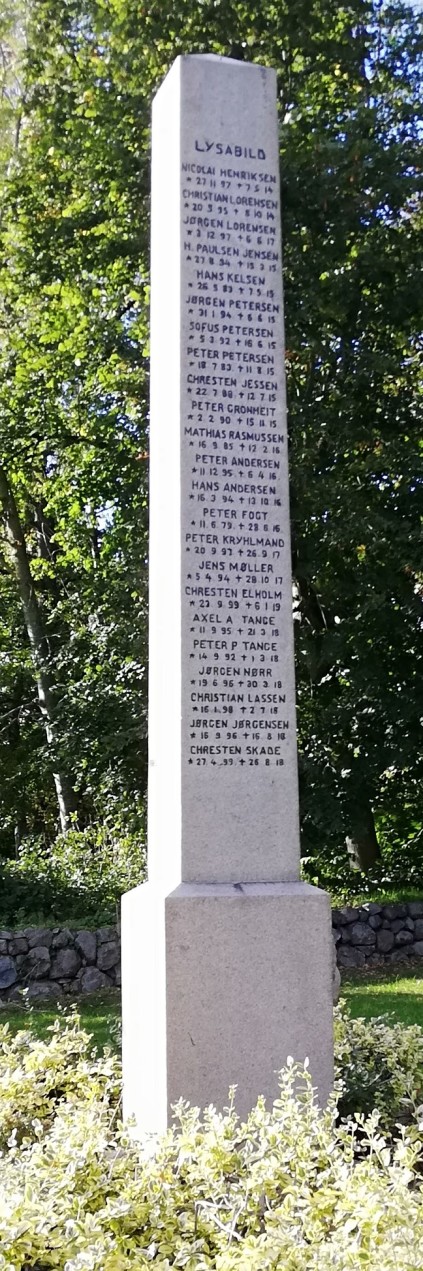 LYSABILD
NICOLAI HENRIKSEN
* 27 11 97 + 7 5 14
CHRISTIAN LORENSEN
* 20 5 95 + 8 10 14
JØRGEN LORENSEN
* 3 12 97 + 6 6 17
H. PAULSEN JENSEN
* 27 8 94 + 15 3 15
HANS KELSEN
* 26 5 89 + 7 5 15
JØRGEN PETERSEN
* 31 1 94 + 6 6 15
SOFUS PETERSEN
* 5 3 92 + 16 6 15
PETER PETERSEN
* 18 7 83 + 11 8 15
CHRESTEN JESSEN
* 22 7 88 + 12 7 15
PETER GRONHEIT
* 2 2 90 + 15 11 15
MATHIAS RASMUSSEN
* 16 9 85 + 12 2 16
PETER ANDERSEN
* 11 12 95 + 6 4 16
HANS ANDERSEN
* 16 3 94 + 13 10 16
PETER FOGT
* 11 6 79 + 28 6 16
PETER KRYHLMAND
* 20 9 97 + 26 9 17
JENS MØLLER
* 5 4 94 + 28 10 17
CHRESTEN ELHOLM
* 23 9 99 + 6 1 19
AXEL A TANGE
* 11 9 95 + 21 3 18
PETER P TANGE
* 14 9 92 + 1 3 18
JØRGEN NØRR
* 19 6 96 + 30 3 18
CHRISTIAN LASSEN
* 16 1 98 + 2 7 18
JØRGEN JØRGENSEN
* 16 9 96 + 16 8 18
CHRESTEN SKADE
* 27 4 99 + 26 8 18